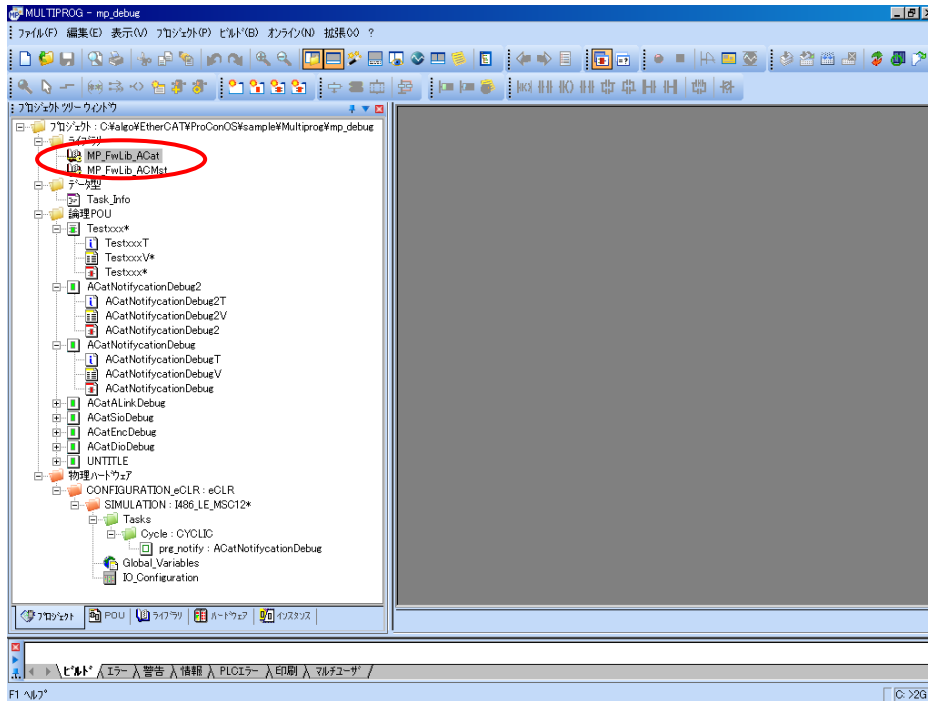 MULTIPROG - mp_debug
ファイル(F) 編集(E) 表示(V) プロジェクト(P) ビルド(B) オンライン(N) 拡張(X) ?
プロジェクト ツリー ウィンドウ
プロジェクト : C:¥algo¥EtherCAT¥ProConOS¥sample¥Multiprog¥mp_debug
ライブラリ
MP_FwLib_ACat
MP_FwLib_ACMst
データ型
Task_Info
論理POU
Testxxx*
TestxxxT
TestxxxV*
Testxxx*
ACatNotifycationDebug2
ACatNotifycationDebug2T
ACatNotifycationDebug2V
ACatNotifycationDebug2
ACatNotifycationDebug
ACatNotifycationDebugT
ACatNotifycationDebugV
ACatNotifycationDebug
ACatALinkDebug
ACatSioDebug
ACatEncDebug
ACatDioDebug
UNTITLE
物理ハードウェア
CONFIGURATION_eCLR : eCLR
SIMULATION : I486_LE_MSC12*
Tasks
Cycle : CYCLIC
prg_notify : ACatNotifycationDebug
Global_Variables
IO_Configuration
プロジェクト POU ライブラリ ハードウェア インスタンス
ビルド エラー 警告 情報 PLCエラー 印刷 マルチユーザ
F1 ヘルプ C: >2G